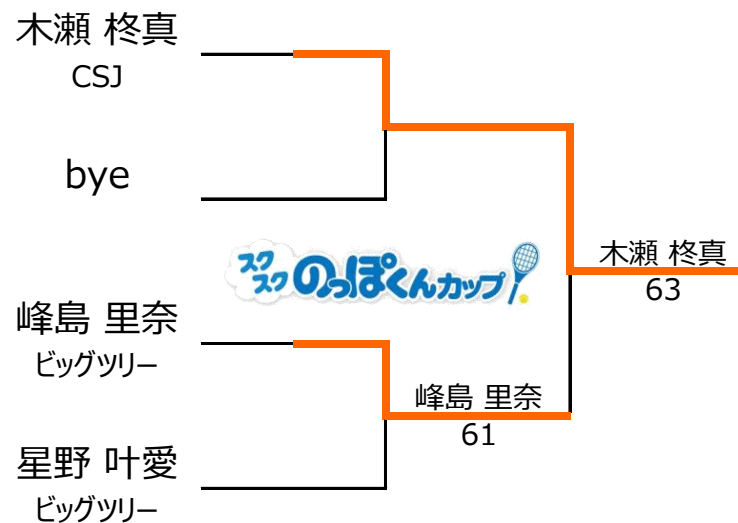 木瀬 柊真
CSJ
bye
スクスク のっぽくんカップ
木瀬 柊真
63
峰島 里奈
ビッグツリー
峰島 里奈
61
星野 叶愛
ビッグツリー